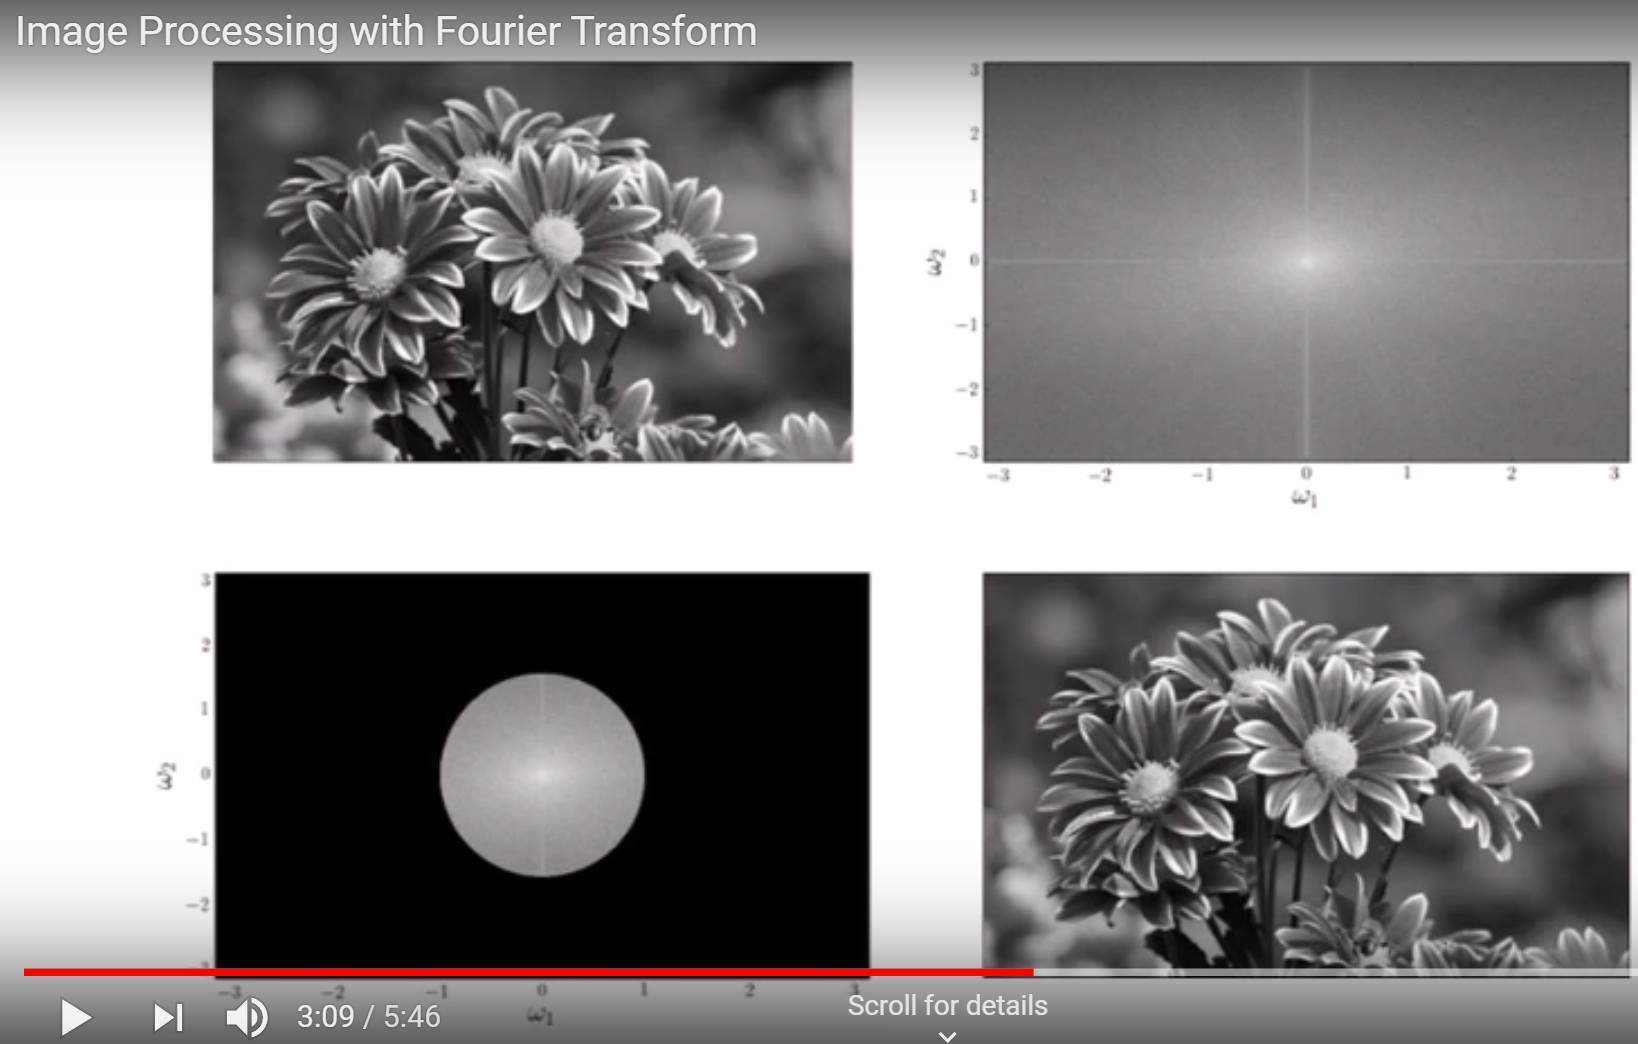 Image Processing with Fourier Transform
3
2
1
0
−1
−2
−3
ω2
−3 −2 −1 0 1 2 3
ω1
3
2
1
0
−1
−2
ω2
−3 −2 −1 0 1 2 3
ω1
3:09 / 5:46
Scroll for details